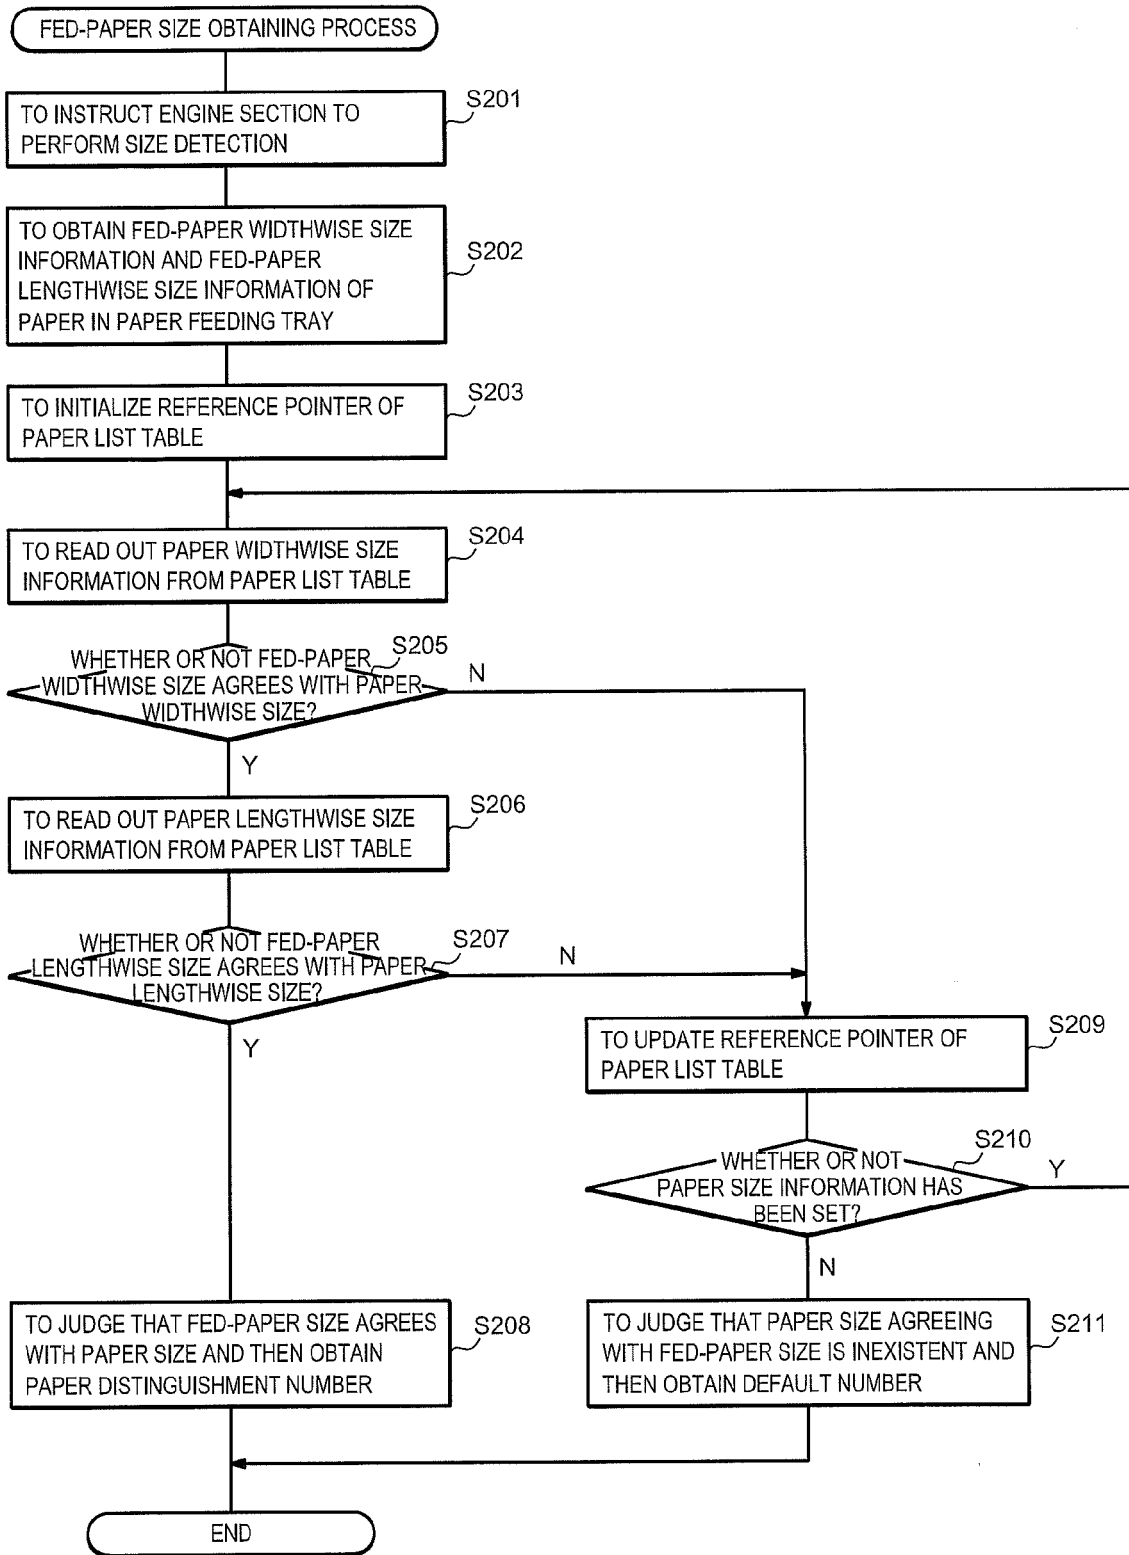 FED-PAPER SIZE OBTAINING PROCESS
S201
TO INSTRUCT ENGINE SECTION TO
PERFORM SIZE DETECTION
S202
TO OBTAIN FED-PAPER WIDTHWISE SIZE
INFORMATION AND FED-PAPER
LENGTHWISE SIZE INFORMATION OF
PAPER IN PAPER FEEDING TRAY
S203
TO INITIALIZE REFERENCE POINTER OF
PAPER LIST TABLE
S204
TO READ OUT PAPER WIDTHWISE SIZE
INFORMATION FROM PAPER LIST TABLE
S205
WHETHER OR NOT FED-PAPER
WIDTHWISE SIZE AGREES WITH PAPER
WIDTHWISE SIZE?
N
Y
S206
TO READ OUT PAPER LENGTHWISE SIZE
INFORMATION FROM PAPER LIST TABLE
S207
WHETHER OR NOT FED-PAPER
LENGTHWISE SIZE AGREES WITH PAPER
LENGTHWISE SIZE?
N
Y
S209
TO UPDATE REFERENCE POINTER OF
PAPER LIST TABLE
S210
WHETHER OR NOT
PAPER SIZE INFORMATION HAS
BEEN SET?
Y
N
S208
TO JUDGE THAT FED-PAPER SIZE AGREES
WITH PAPER SIZE AND THEN OBTAIN
PAPER DISTINGUISHMENT NUMBER
S211
TO JUDGE THAT PAPER SIZE AGREEING
WITH FED-PAPER SIZE IS INEXISTENT AND
THEN OBTAIN DEFAULT NUMBER
END